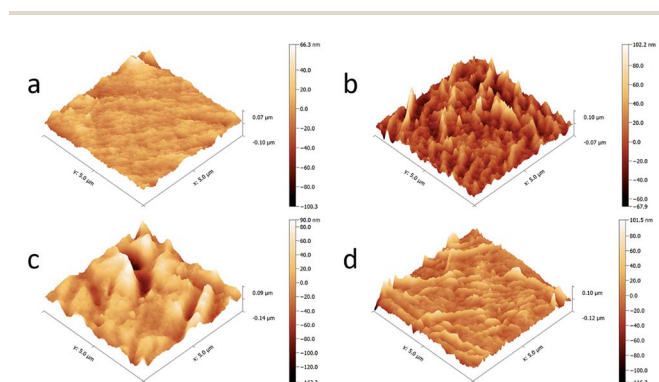 a
66.3 nm
40.0
20.0
0.0
-20.0
-40.0
-60.0
-80.0
-100.3
0.07 µm
-0.10 µm
y: 5.0 µm
x: 5.0 µm
b
102.2 nm
80.0
60.0
40.0
20.0
0.0
-20.0
-40.0
-60.0
-67.9
0.10 µm
-0.07 µm
y: 5.0 µm
x: 5.0 µm
c
90.0 nm
80.0
60.0
40.0
20.0
0.0
-20.0
-40.0
-60.0
-80.0
-100.0
-120.0
0.09 µm
-0.14 µm
y: 5.0 µm
x: 5.0 µm
d
101.5 nm
80.0
60.0
40.0
20.0
0.0
-20.0
-40.0
-60.0
-80.0
-100.0
0.10 µm
-0.12 µm
y: 5.0 µm
x: 5.0 µm